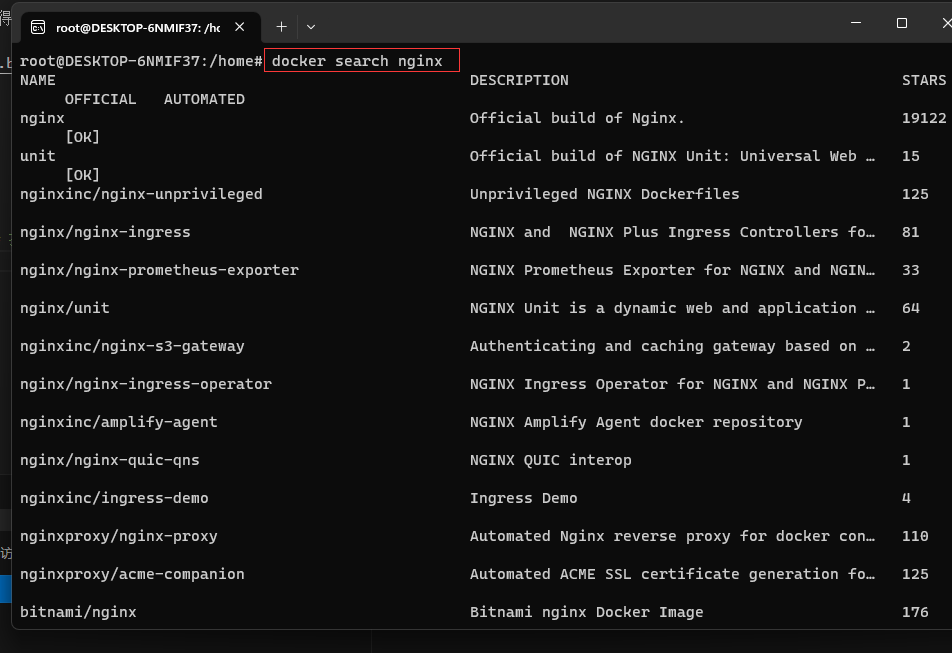 得
root@DESKTOP-6NMIF37: /hc
root@DESKTOP-6NMIF37:/home# docker search nginx
NAME DESCRIPTION STARS
OFFICIAL AUTOMATED
nginx Official build of Nginx. 19122
[OK]
unit Official build of NGINX Unit: Universal Web … 15
[OK]
nginxinc/nginx-unprivileged Unprivileged NGINX Dockerfiles 125
nginx/nginx-ingress NGINX and  NGINX Plus Ingress Controllers fo… 81
nginx/nginx-prometheus-exporter NGINX Prometheus Exporter for NGINX and NGIN… 33
nginx/unit NGINX Unit is a dynamic web and application … 64
nginxinc/nginx-s3-gateway Authenticating and caching gateway based on … 2
nginx/nginx-ingress-operator NGINX Ingress Operator for NGINX and NGINX P… 1
nginxinc/amplify-agent NGINX Amplify Agent docker repository 1
nginx/nginx-quic-qns NGINX QUIC interop 1
nginxinc/ingress-demo Ingress Demo 4
nginxproxy/nginx-proxy Automated Nginx reverse proxy for docker con… 110
访
nginxproxy/acme-companion Automated ACME SSL certificate generation fo… 125
bitnami/nginx Bitnami nginx Docker Image 176